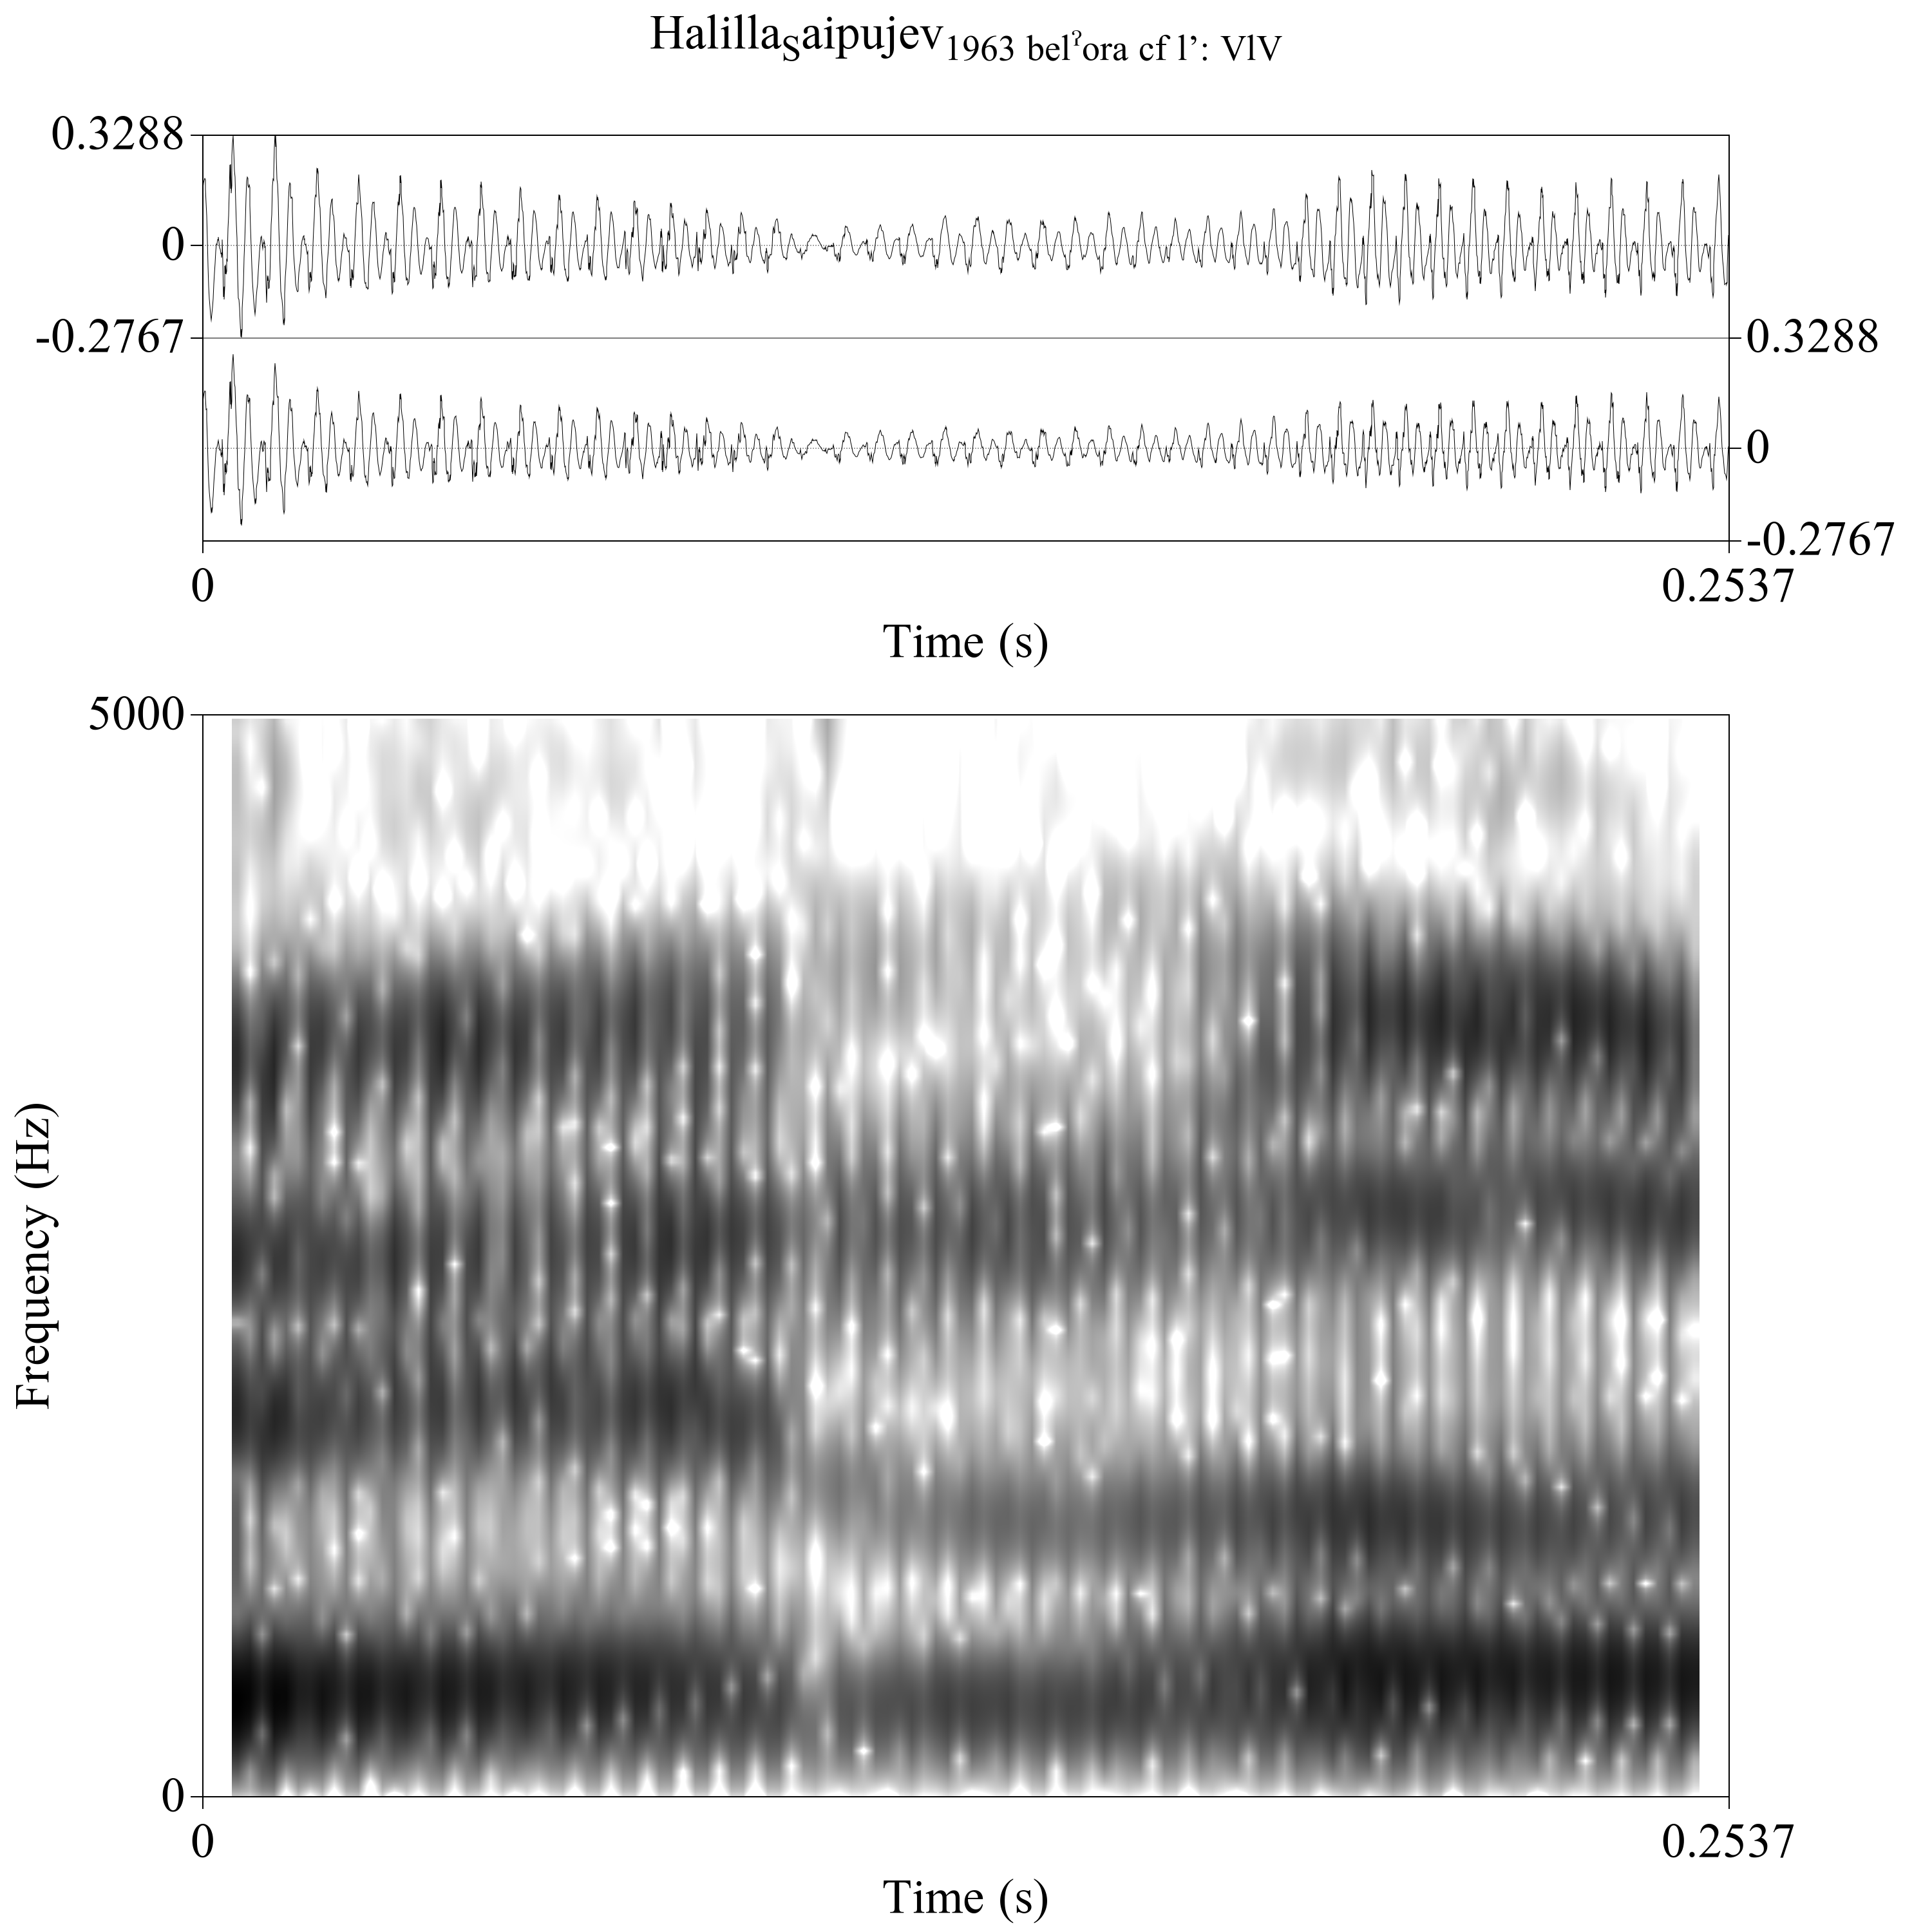 HalillaSaipujev1963 belˀora cf l’: VlV
0.3288
0
-0.2767 0.3288
0
-0.2767
0 0.2537
Time (s)
5000
Frequency (Hz)
0
0 0.2537
Time (s)